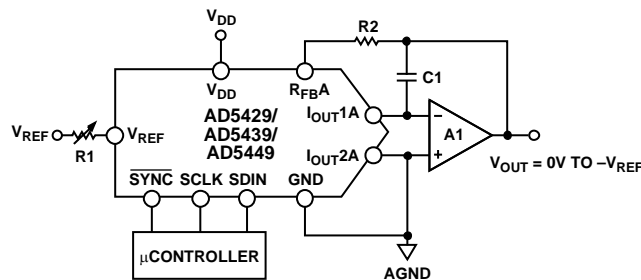 VDD
R2
VDD
RFBA
C1
VREF
R1
VREF
AD5429/
AD5439/
AD5449
IOUT1A
IOUT2A
–
+
A1
VOUT = 0V TO –VREF
SYNC SCLK SDIN GND
µCONTROLLER
AGND